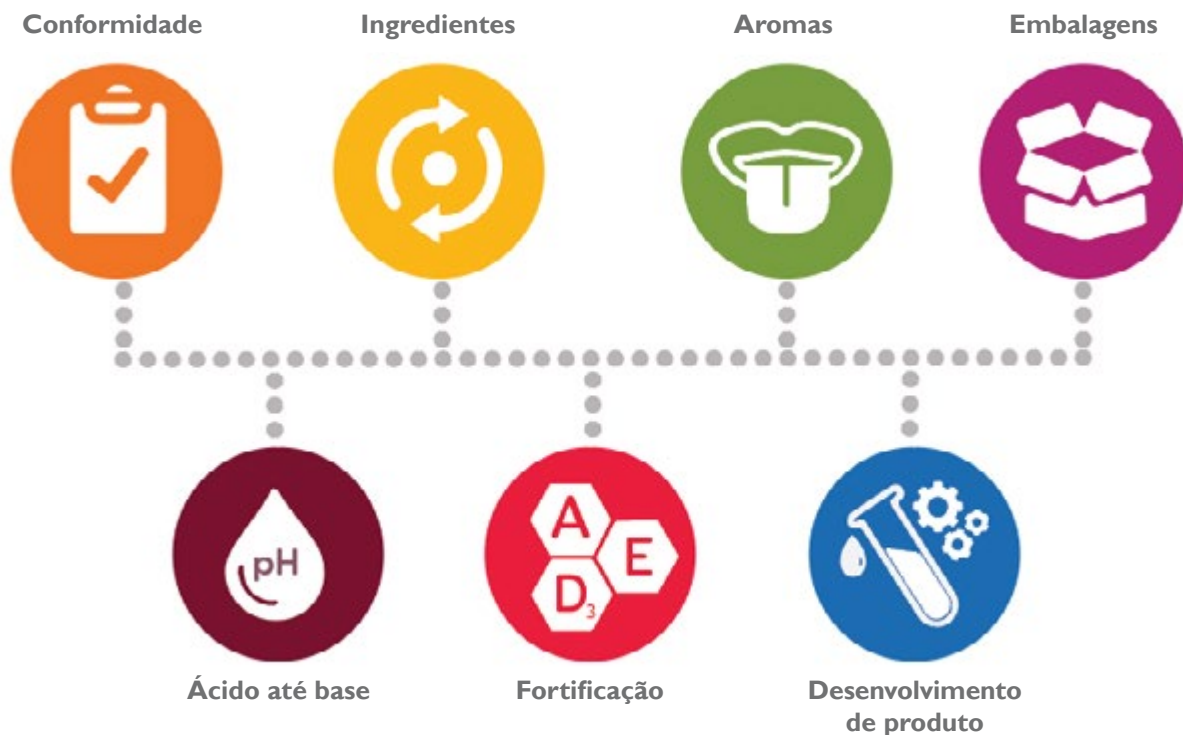 Conformidade
Ingredientes
Aromas
Embalagens
pH
A
E
D₃
Ácido até base
Fortificação
Desenvolvimento
de produto